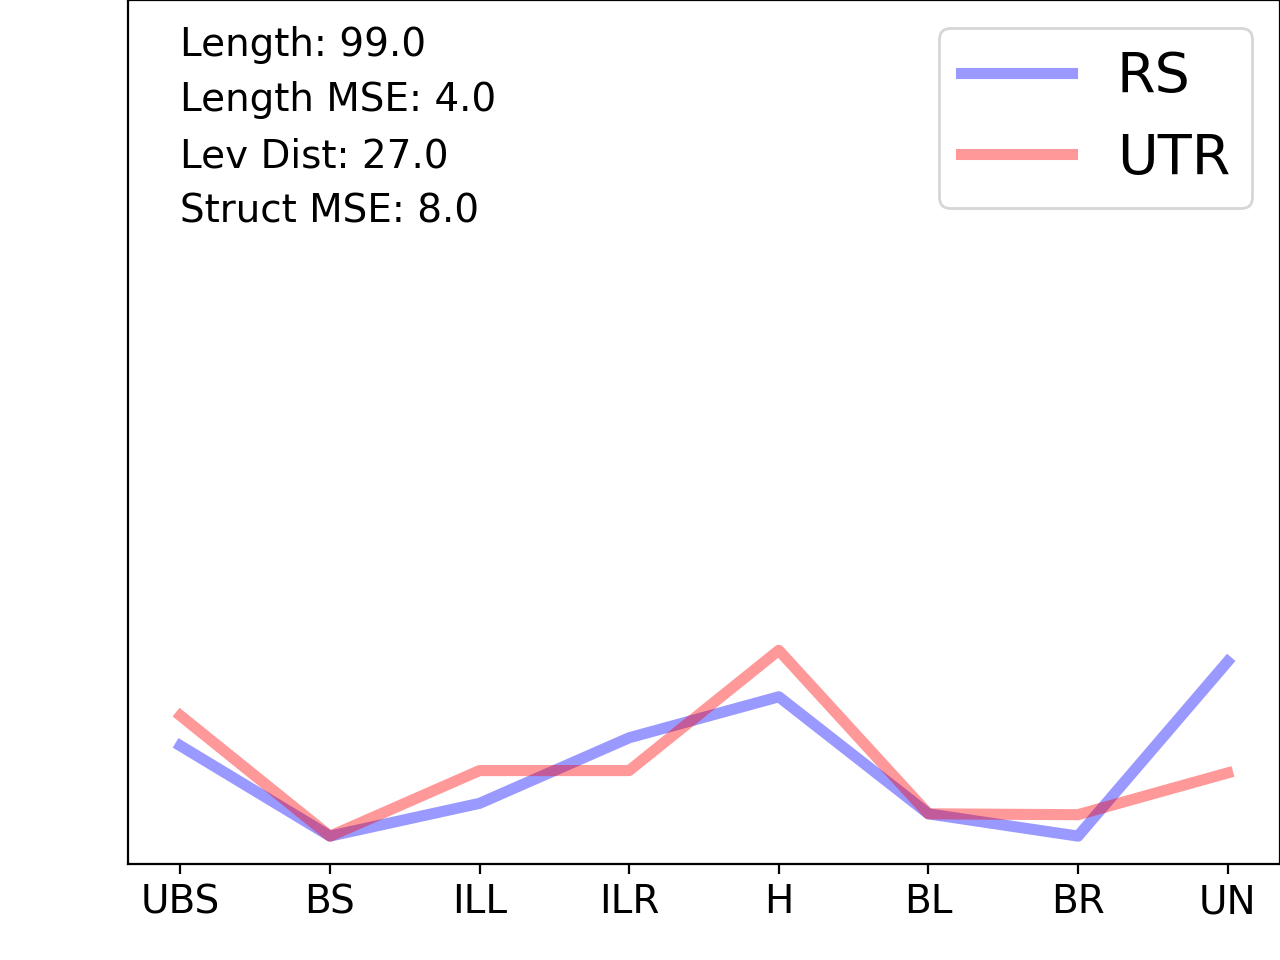 Length: 99.0
Length MSE: 4.0
Lev Dist: 27.0
Struct MSE: 8.0
RS
UTR
UBS BS ILL ILR H BL BR UN